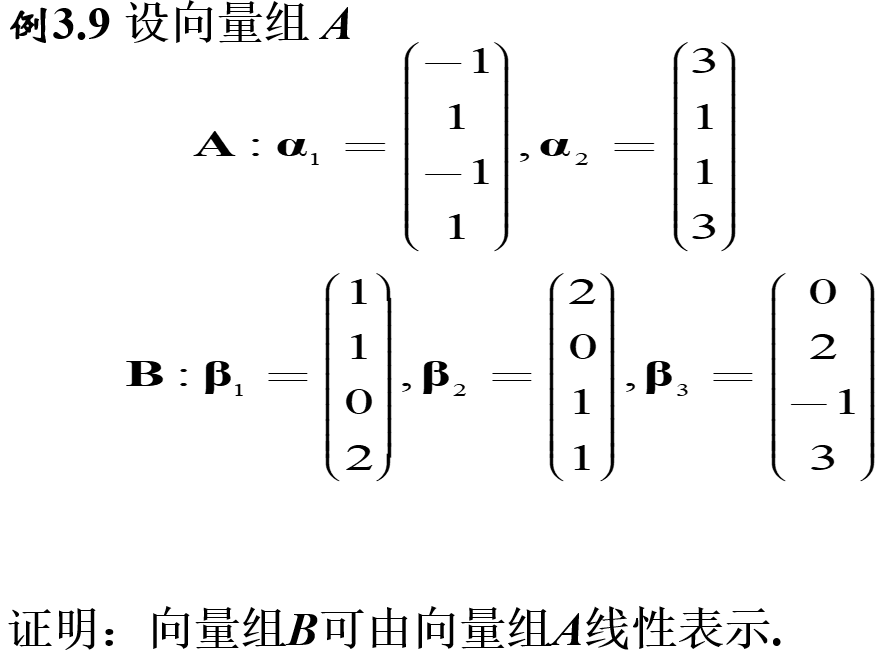 例3.9 设向量组 A
A : α₁ = (−1 1 −1 1), α₂ = (3 1 1 3)
B : β₁ = (1 1 0 2), β₂ = (2 0 1 1), β₃ = (0 2 −1 3)
证明：向量组B可由向量组A线性表示.